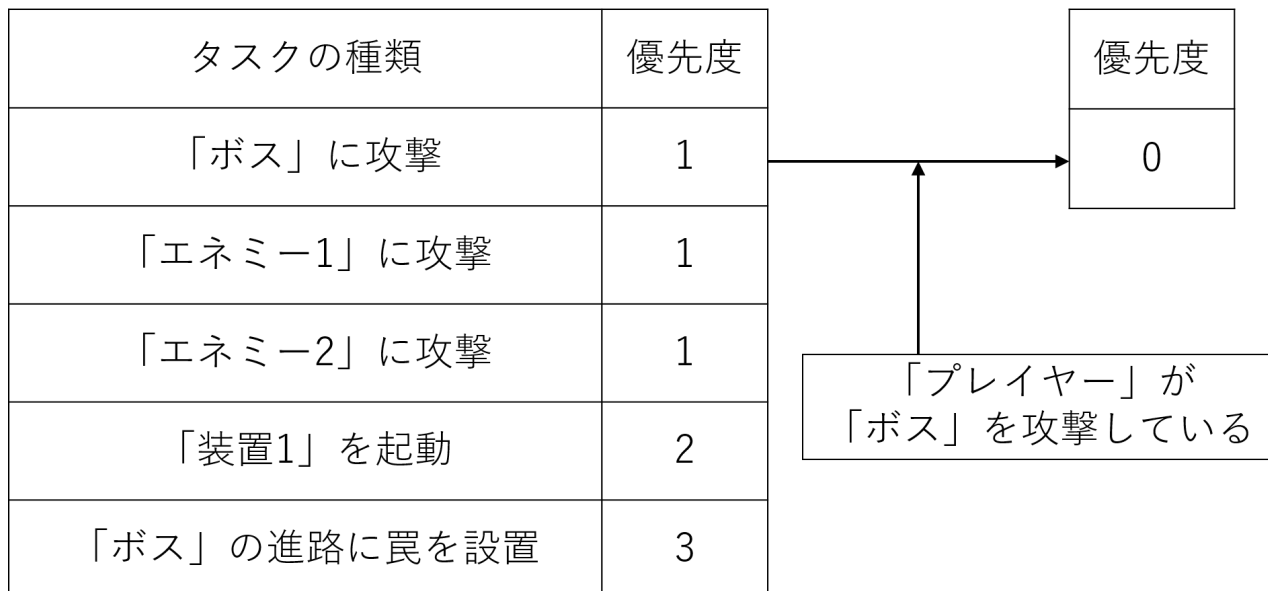 タスクの種類 優先度
「ボス」に攻撃 1
「エネミー1」に攻撃 1
「エネミー2」に攻撃 1
「装置1」を起動 2
「ボス」の進路に罠を設置 3
優先度
0
「プレイヤー」が
「ボス」を攻撃している